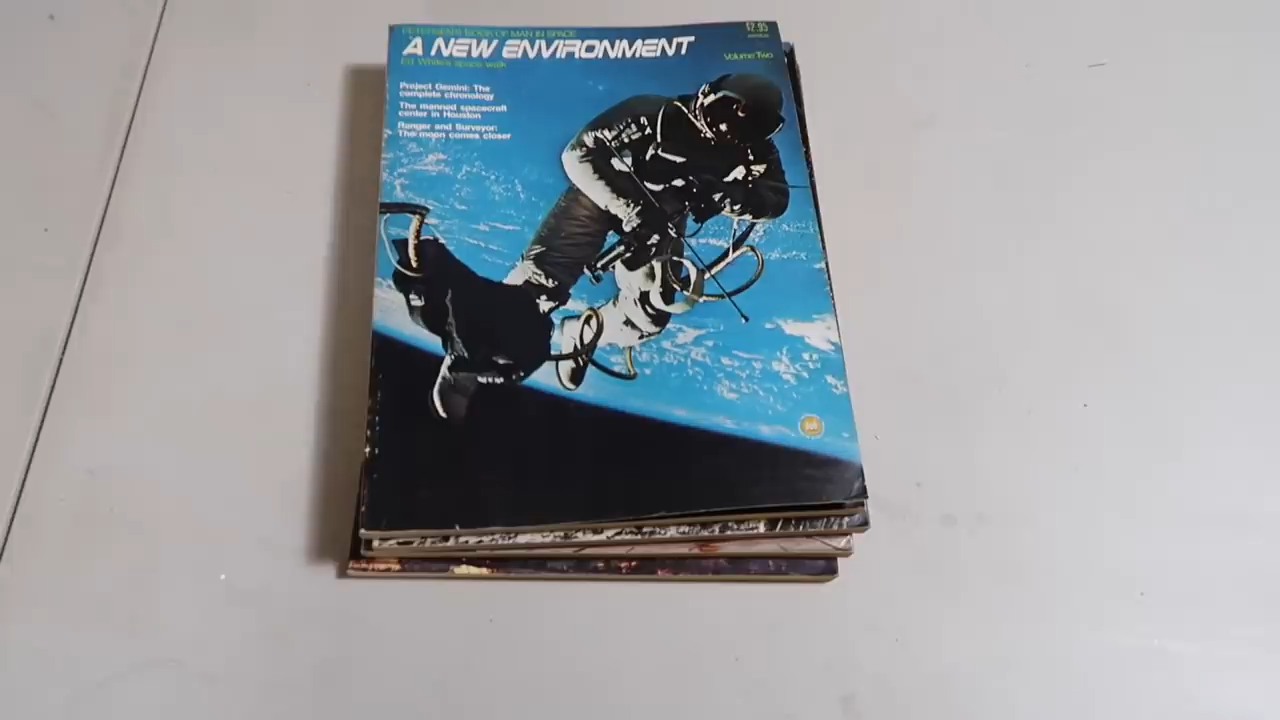 PETERSEN'S BOOK OF MAN IN SPACE
$2.95
A NEW ENVIRONMENT
Ed White's space walk
Volume Two
Project Gemini: The
complete chronology
The manned spacecraft
center in Houston
Ranger and Surveyor:
The moon comes closer